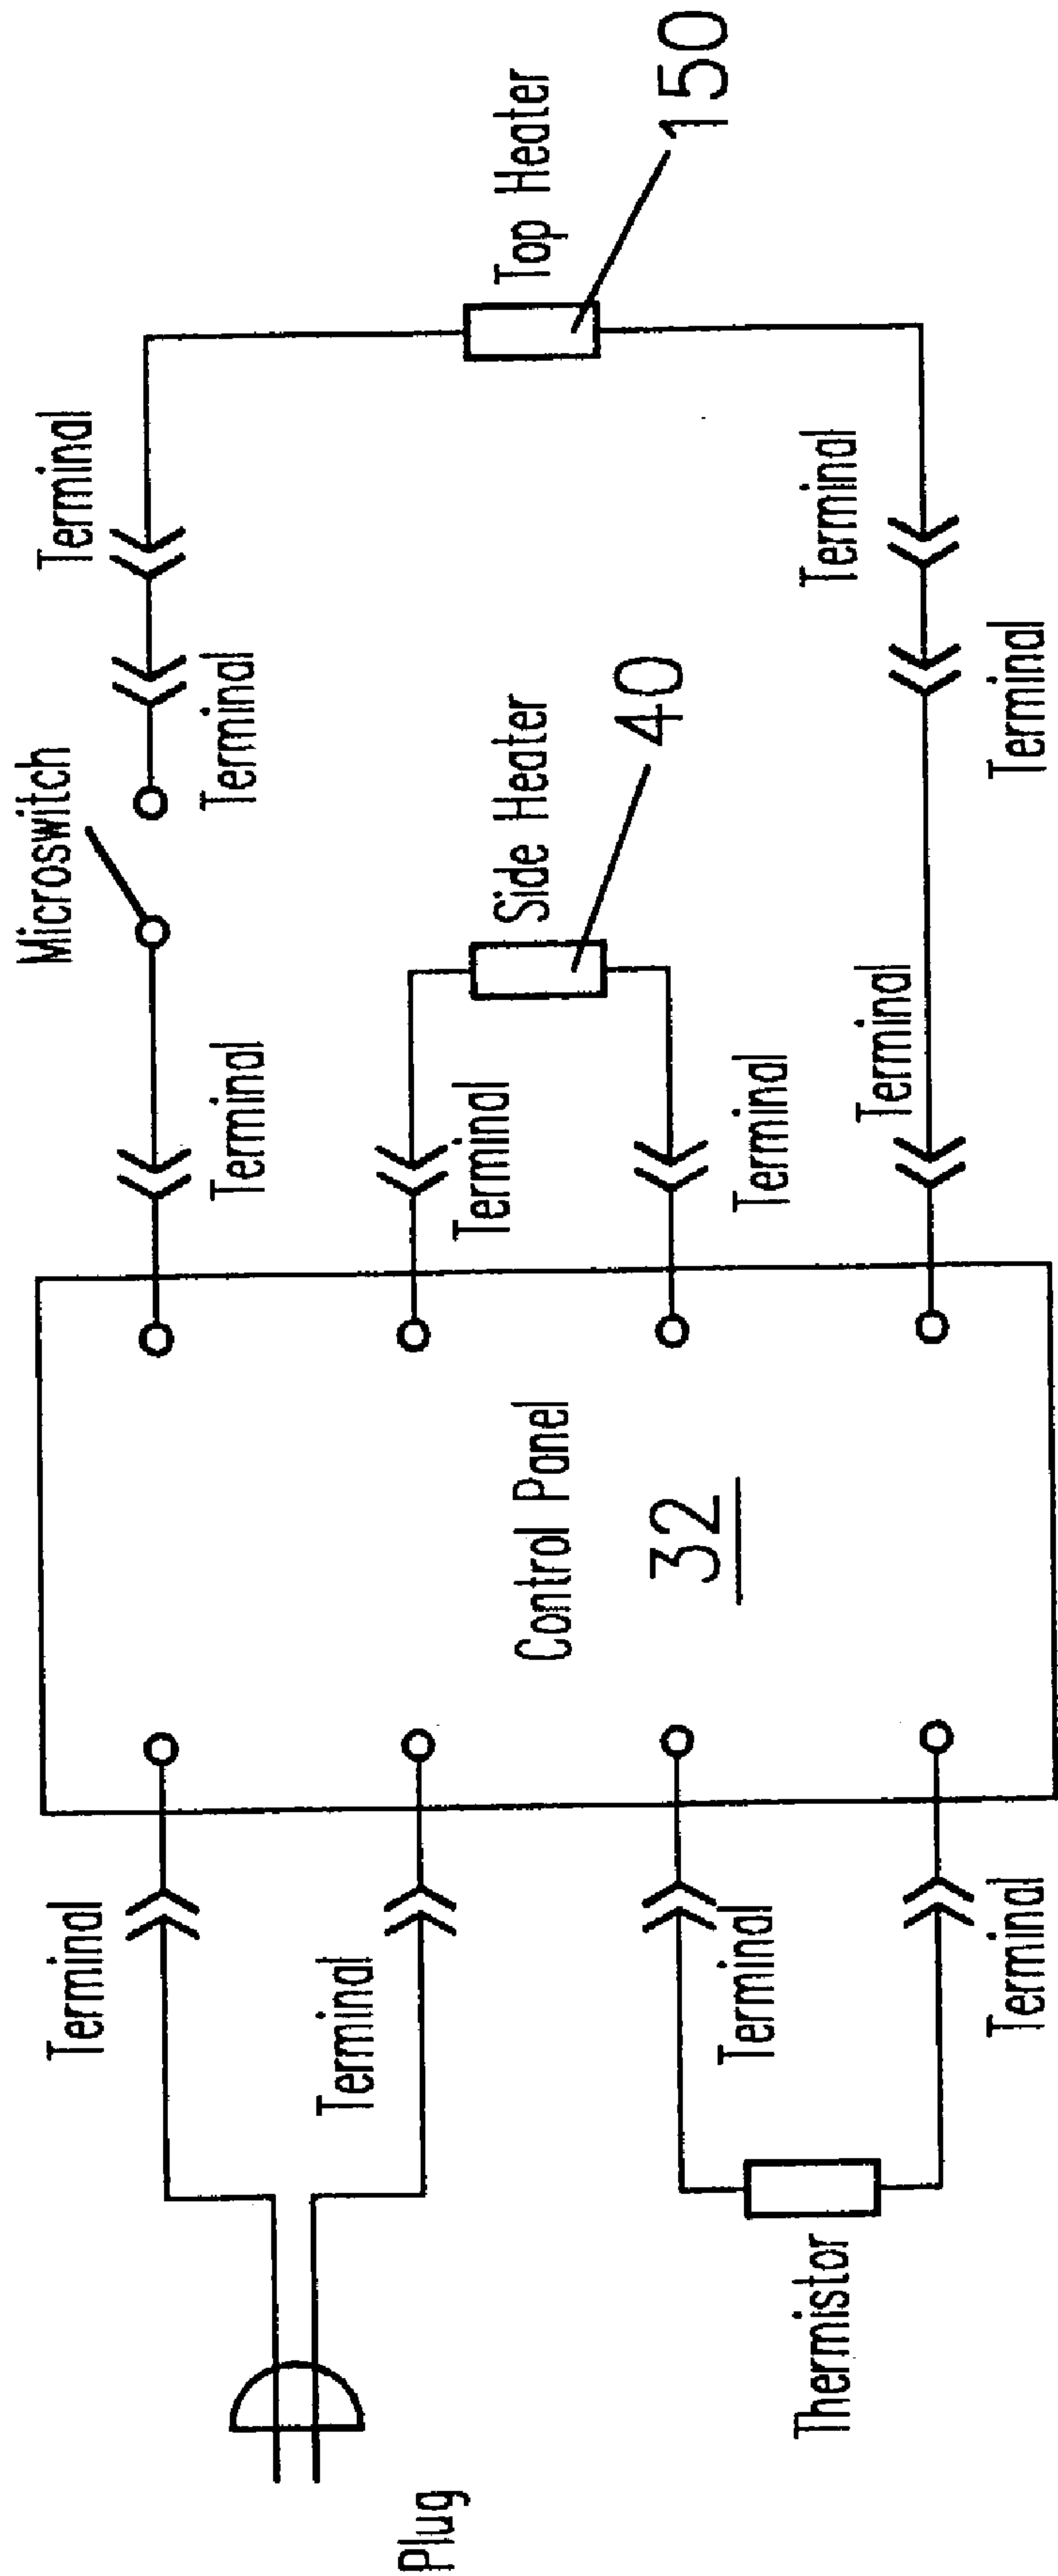 Microswitch
Terminal
Terminal
Terminal
Terminal
Terminal
Plug
Terminal
Control Panel
Side Heater
Top Heater
32
40
150
Terminal
Terminal
Thermistor
Terminal
Terminal
Terminal
Terminal